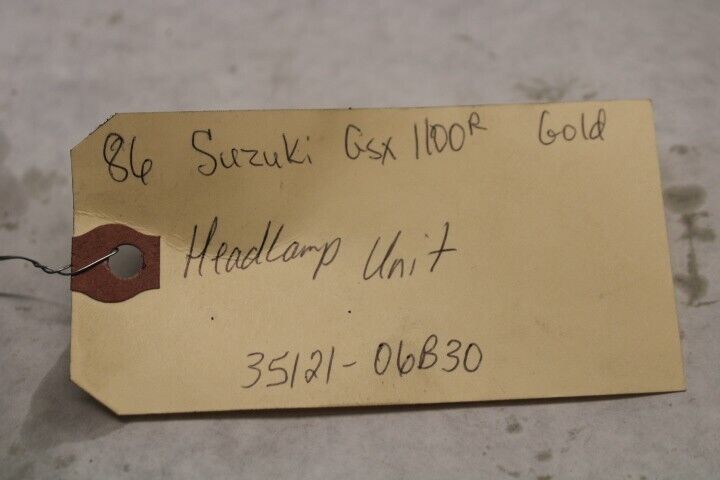 86 Suzuki GSX 1100R Gold
Headlamp Unit
35121-06B30